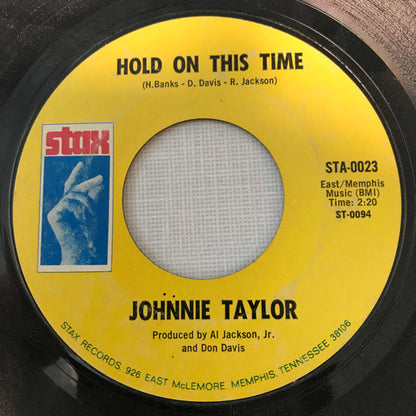 HOLD ON THIS TIME
(H.Banks - D. Davis - R. Jackson)
stax
STA-0023
East/Memphis
Music (BMI)
Time: 2:20
ST-0094
JOHNNIE TAYLOR
Produced by Al Jackson, Jr.
and Don Davis
STAX RECORDS, 926 EAST McLEMORE, MEMPHIS, TENNESSEE 38106